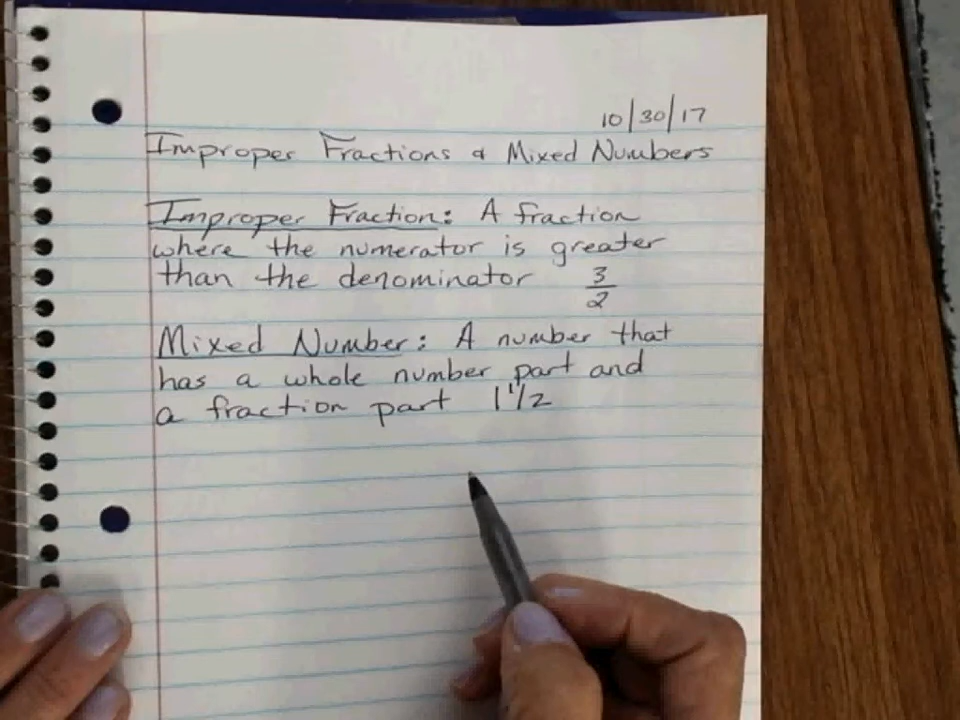 10/30/17
Improper Fractions & Mixed Numbers
Improper Fraction: A fraction
where the numerator is greater
than the denominator 3/2
Mixed Number: A number that
has a whole number part and
a fraction part 1 1/2